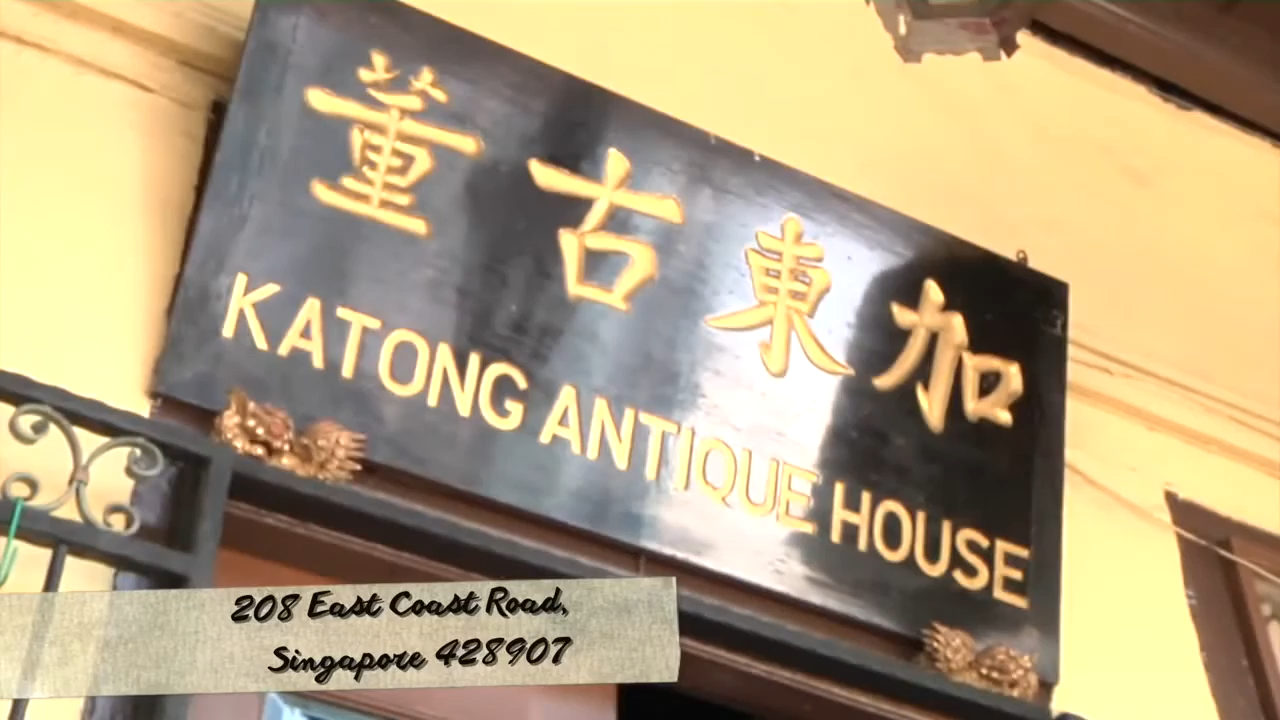 董古東加
KATONG ANTIQUE HOUSE
208 East Coast Road,
Singapore 428907